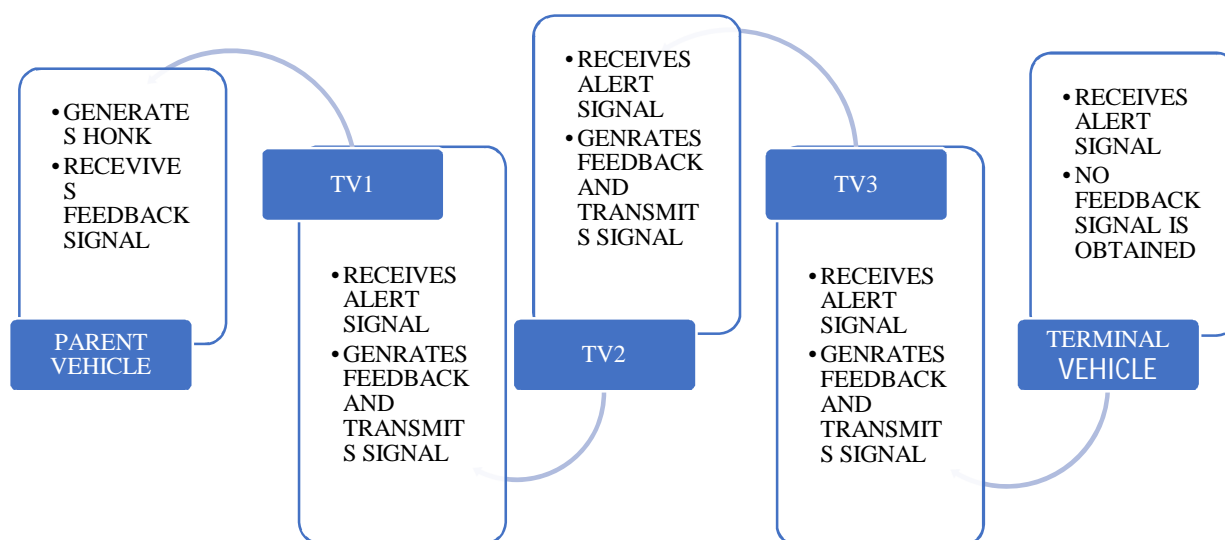 •GENERATE
S HONK
•RECEVIVE
S
FEEDBACK
SIGNAL
PARENT
VEHICLE
TV1
•RECEIVES
ALERT
SIGNAL
•GENRATES
FEEDBACK
AND
TRANSMIT
S SIGNAL
•RECEIVES
ALERT
SIGNAL
•GENRATES
FEEDBACK
AND
TRANSMIT
S SIGNAL
TV2
TV3
•RECEIVES
ALERT
SIGNAL
•GENRATES
FEEDBACK
AND
TRANSMIT
S SIGNAL
•RECEIVES
ALERT
SIGNAL
•NO
FEEDBACK
SIGNAL IS
OBTAINED
TERMINAL
VEHICLE